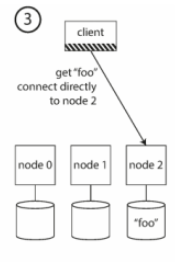 3
client
get "foo"
connect directly
to node 2
node 0 node 1 node 2
"foo"